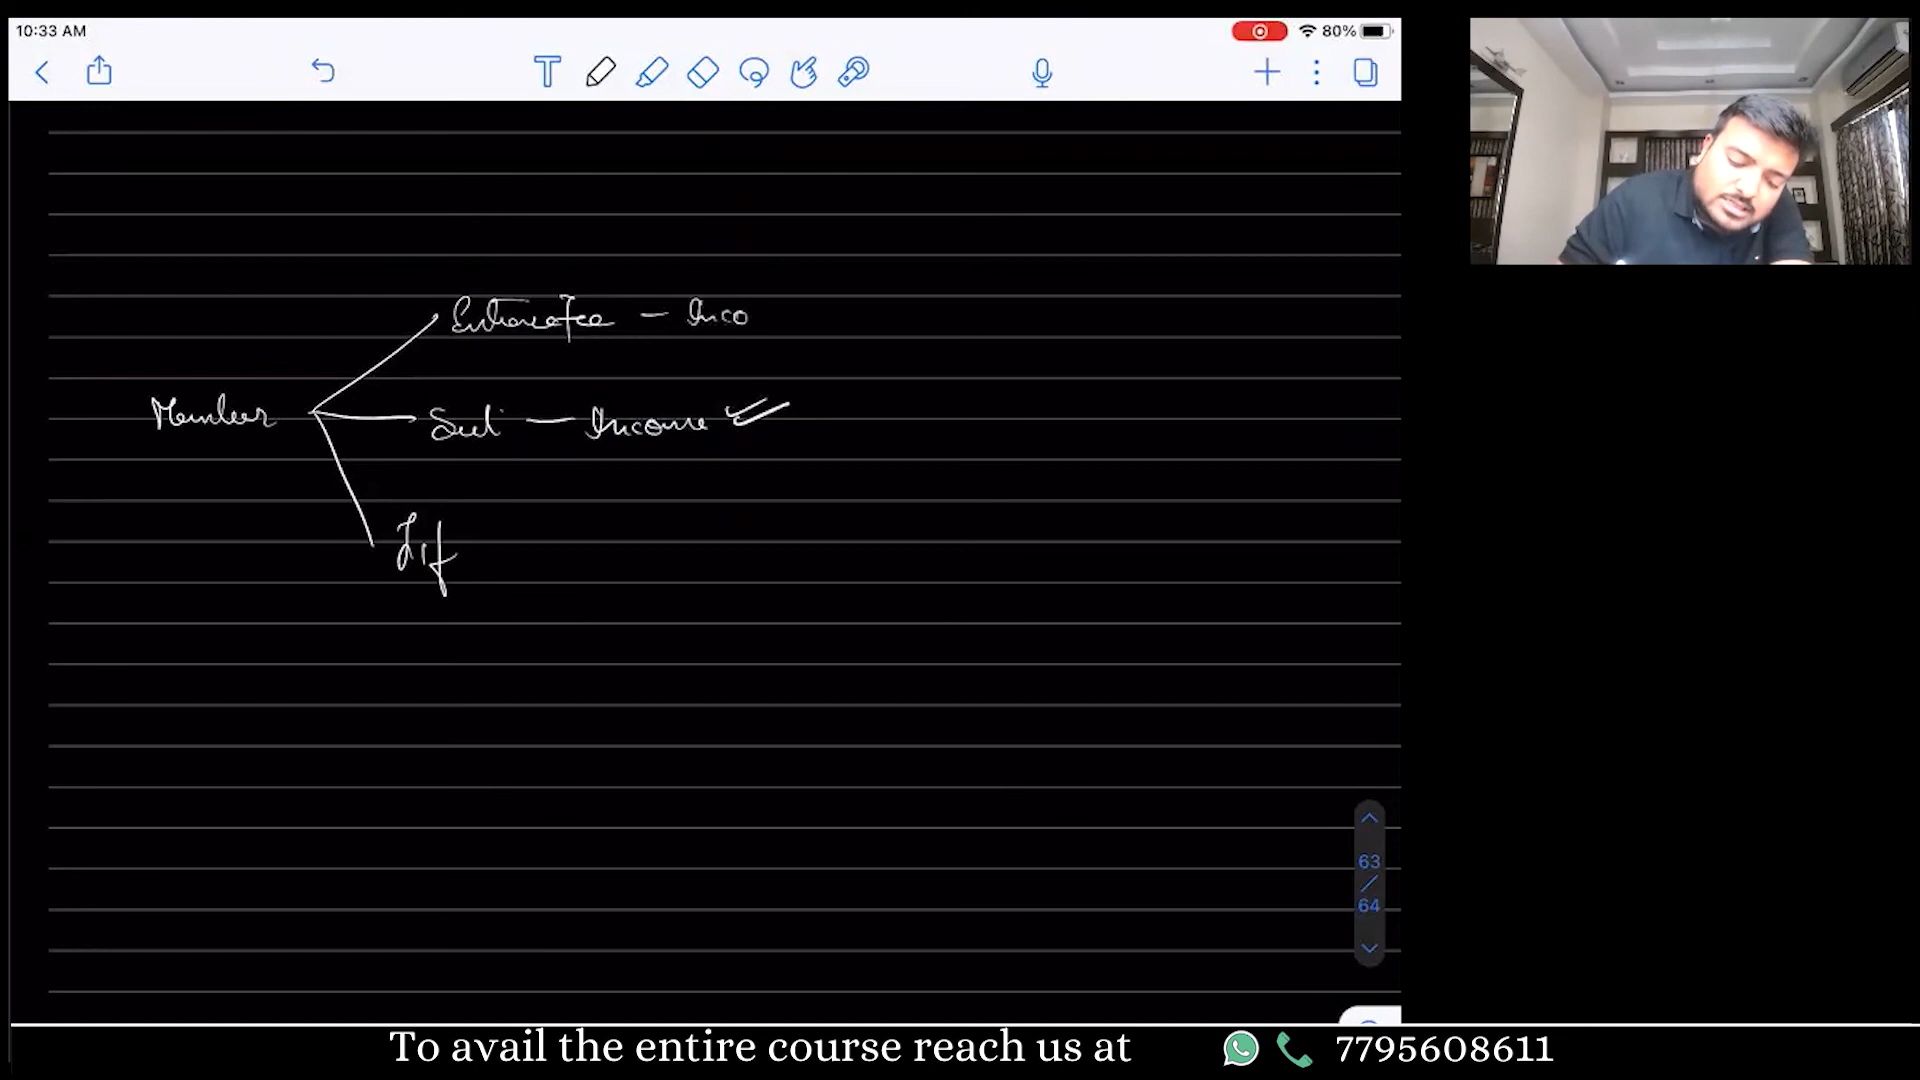 10:33 AM
80%
Entrance fee – Inco
Member
Sub – Income
Lif
63
/
64
To avail the entire course reach us at 7795608611